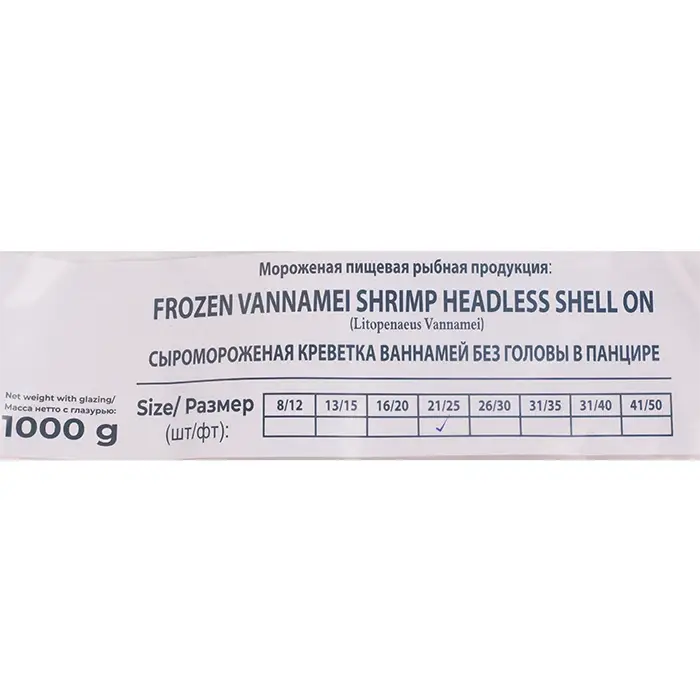 Мороженая пищевая рыбная продукция:
FROZEN VANNAMEI SHRIMP HEADLESS SHELL ON
(Litopenaeus Vannamei)
СЫРОМОРОЖЕНАЯ КРЕВЕТКА ВАННАМЕЙ БЕЗ ГОЛОВЫ В ПАНЦИРЕ
Net weight with glazing/
Масса нетто с глазурью:
1000 g
Size/ Размер
(шт/фт):
8/12 13/15 16/20 21/25 26/30 31/35 31/40 41/50